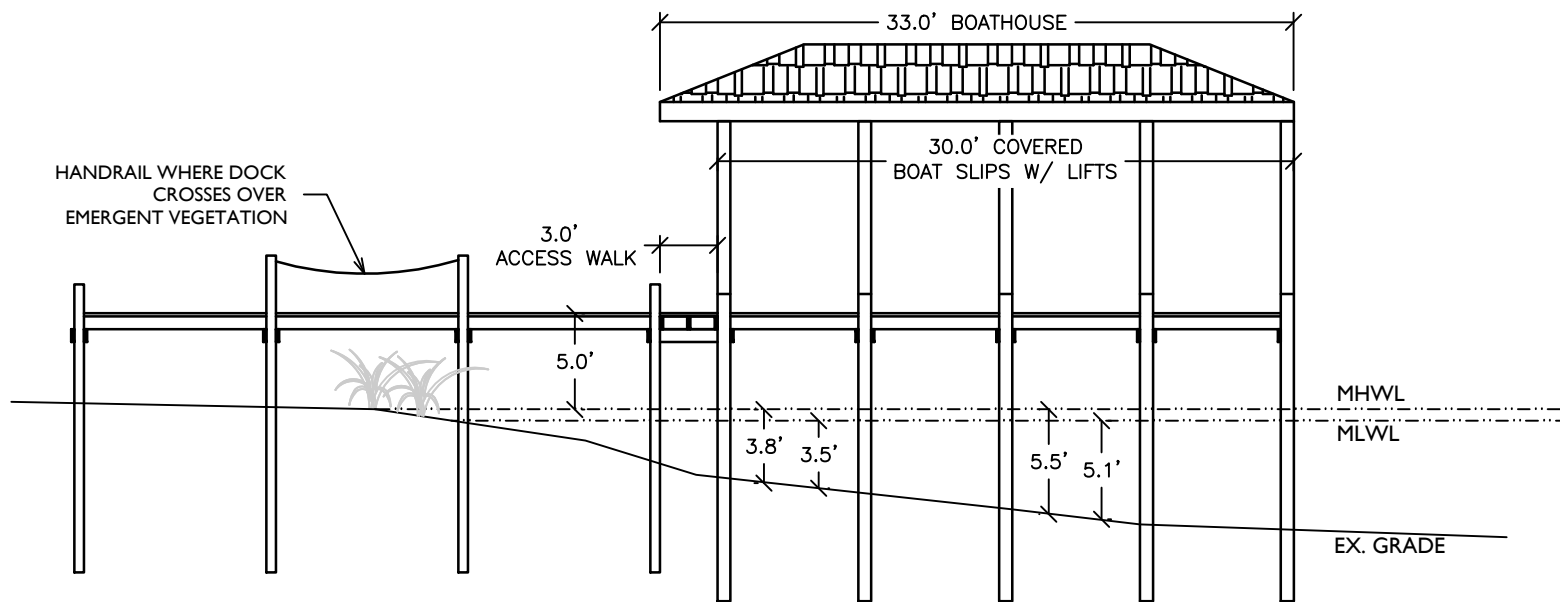 33.0' BOATHOUSE
30.0' COVERED
BOAT SLIPS W/ LIFTS
HANDRAIL WHERE DOCK
CROSSES OVER
EMERGENT VEGETATION
3.0'
ACCESS WALK
5.0'
MHWL
MLWL
3.8'
3.5'
5.5'
5.1'
EX. GRADE